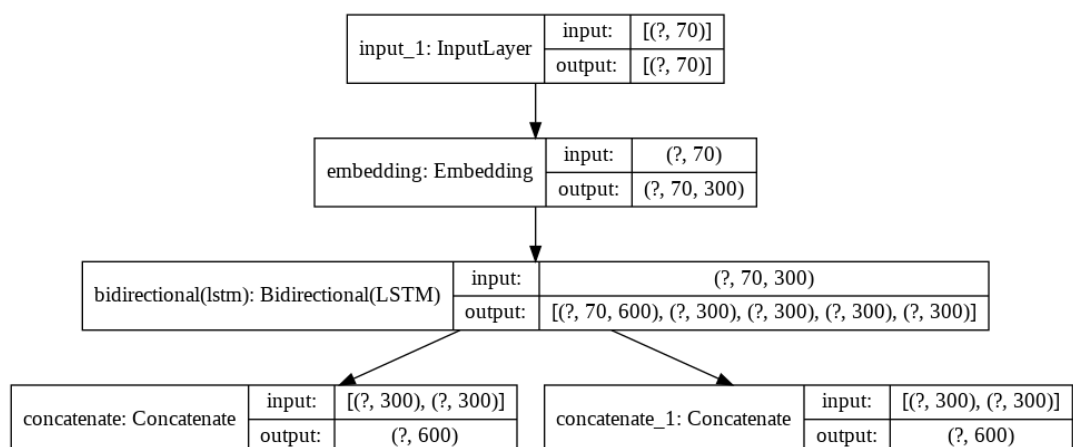 input_1: InputLayer
input: [(?, 70)]
output: [(?, 70)]
embedding: Embedding
input: (?, 70)
output: (?, 70, 300)
bidirectional(lstm): Bidirectional(LSTM)
input: (?, 70, 300)
output: [(?, 70, 600), (?, 300), (?, 300), (?, 300), (?, 300)]
concatenate: Concatenate
input: [(?, 300), (?, 300)]
output: (?, 600)
concatenate_1: Concatenate
input: [(?, 300), (?, 300)]
output: (?, 600)